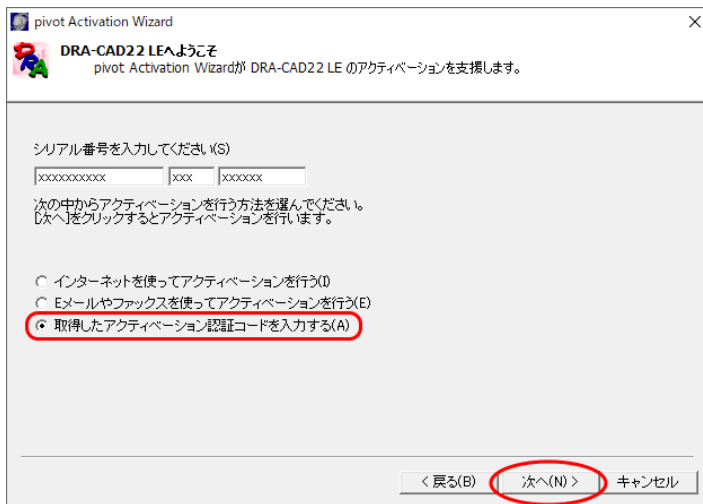 pivot Activation Wizard
DRA-CAD22 LEへようこそ
pivot Activation Wizardが DRA-CAD22 LE のアクティベーションを支援します。
シリアル番号を入力してください(S)
xxxxxxxxxx xxx xxxxxx
次の中からアクティベーションを行う方法を選んでください。
[次へ]をクリックするとアクティベーションを行います。
インターネットを使ってアクティベーションを行う(I)
Eメールやファックスを使ってアクティベーションを行う(E)
取得したアクティベーション認証コードを入力する(A)
< 戻る(B) 次へ(N) > キャンセル